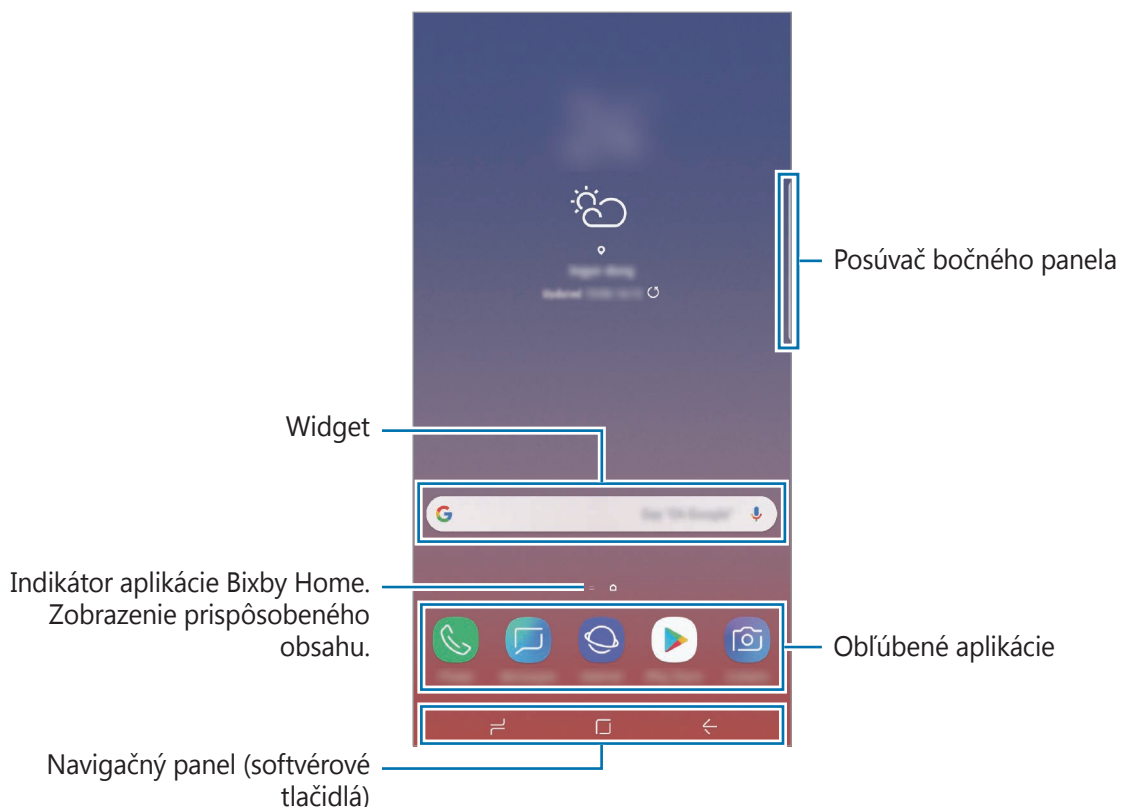 Posúvač bočného panela
Widget
Indikátor aplikácie Bixby Home.
Zobrazenie prispôsobeného
obsahu.
Obľúbené aplikácie
Navigačný panel (softvérové
tlačidlá)